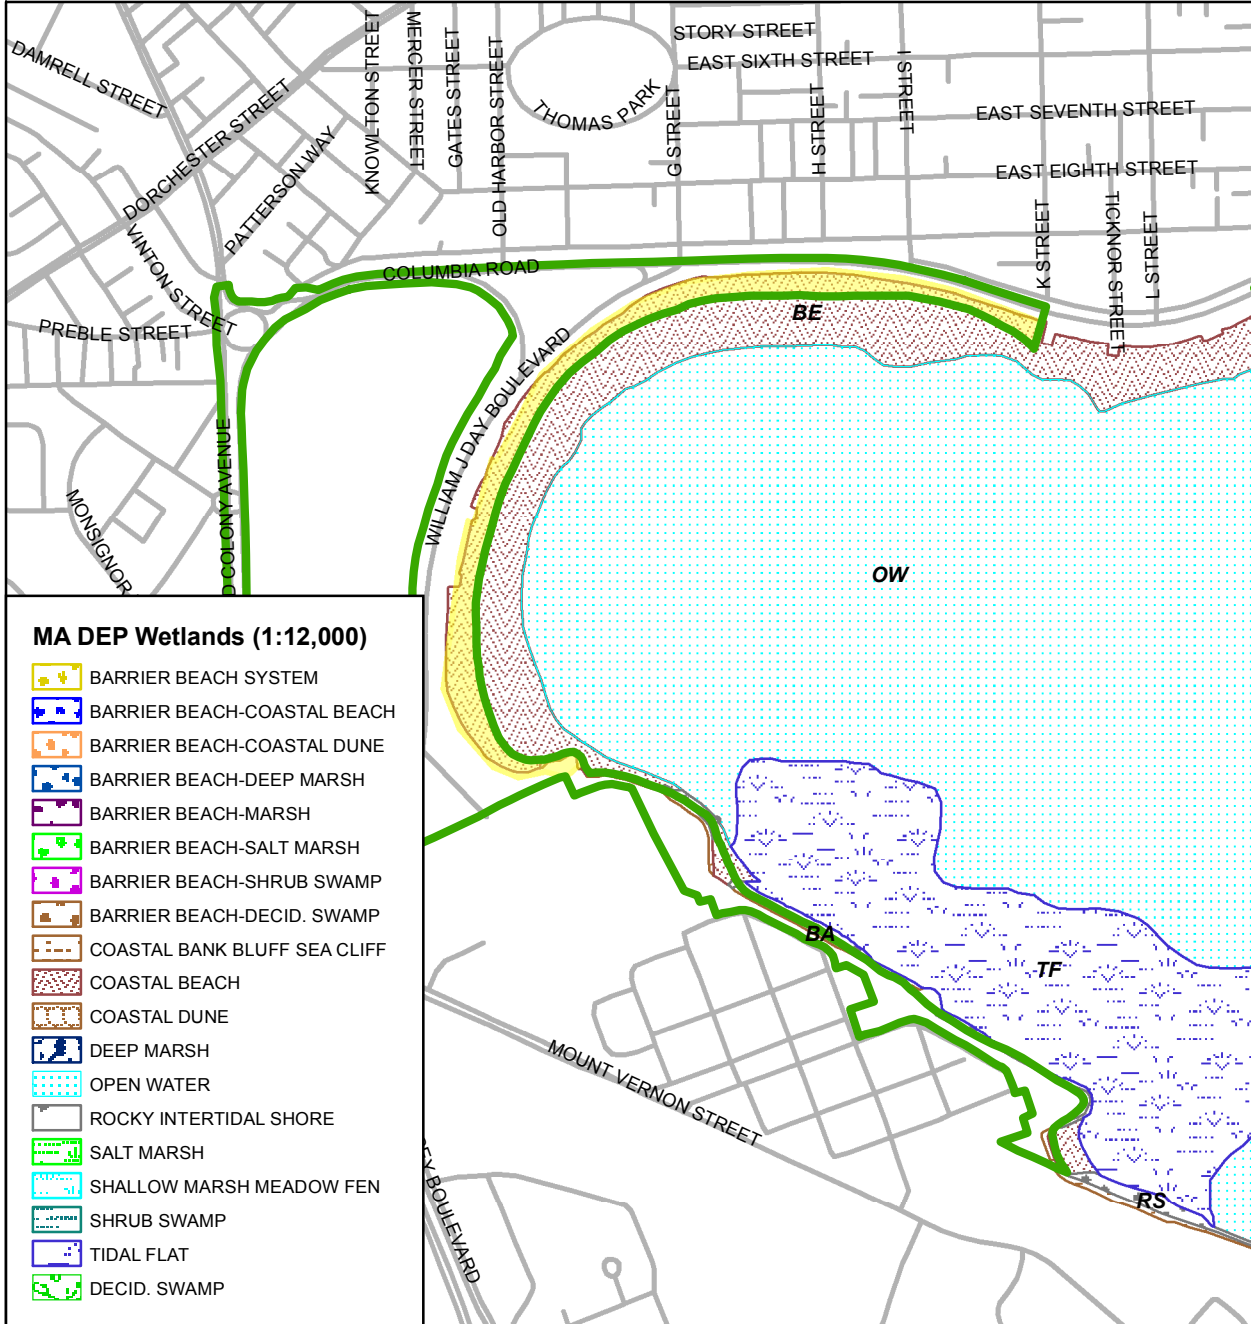 STORY STREET
EAST SIXTH STREET
DAMRELL STREET
KNOWLTON STREET
MERCER STREET
GATES STREET
OLD HARBOR STREET
THOMAS PARK
G STREET
H STREET
I STREET
EAST SEVENTH STREET
EAST EIGHTH STREET
DORCHESTER STREET
PATTERSON WAY
VINTON STREET
K STREET
TICKNOR STREET
L STREET
COLUMBIA ROAD
PREBLE STREET
BE
WILLIAM J DAY BOULEVARD
D COLONY AVENUE
MONSIGNOR
OW
MA DEP Wetlands (1:12,000)
BARRIER BEACH SYSTEM
BARRIER BEACH-COASTAL BEACH
BARRIER BEACH-COASTAL DUNE
BARRIER BEACH-DEEP MARSH
BARRIER BEACH-MARSH
BARRIER BEACH-SALT MARSH
BARRIER BEACH-SHRUB SWAMP
BARRIER BEACH-DECID. SWAMP
COASTAL BANK BLUFF SEA CLIFF
COASTAL BEACH
COASTAL DUNE
DEEP MARSH
OPEN WATER
ROCKY INTERTIDAL SHORE
SALT MARSH
SHALLOW MARSH MEADOW FEN
SHRUB SWAMP
TIDAL FLAT
DECID. SWAMP
BA
TF
MOUNT VERNON STREET
EY BOULEVARD
RS